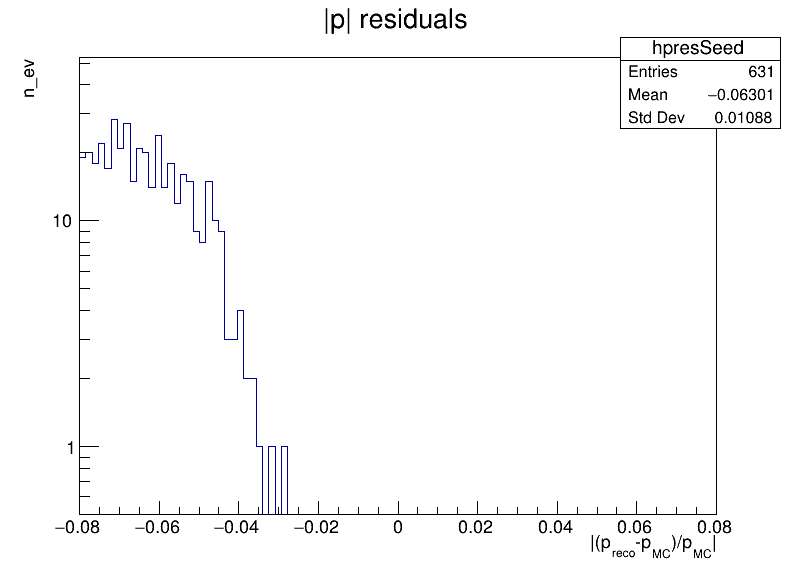 |p| residuals
hpresSeed
Entries 631
Mean −0.06301
Std Dev 0.01088
n_ev
10
1
−0.08 −0.06 −0.04 −0.02 0 0.02 0.04 0.06 0.08
|(p_reco-p_MC)/p_MC|